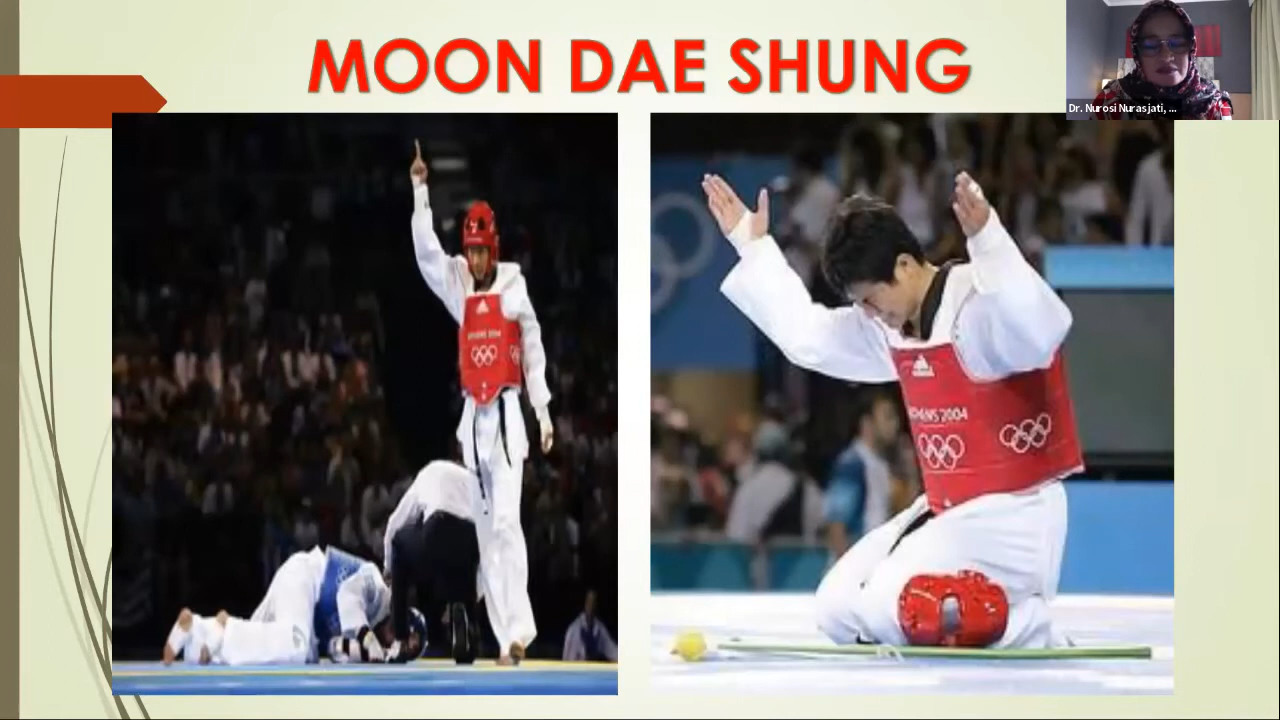 MOON DAE SHUNG
Dr. Nurosi Nurasjati, ...
ATHENS 2004